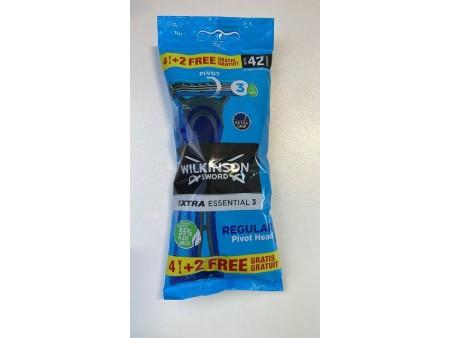 4+2 FREE GRATIS GRATUIT 42
PIVOT
3
WILKINSON
SWORD
EXTRA ESSENTIAL 3
REGULAR
Pivot Head
55%
4+2 FREE GRATIS GRATUIT